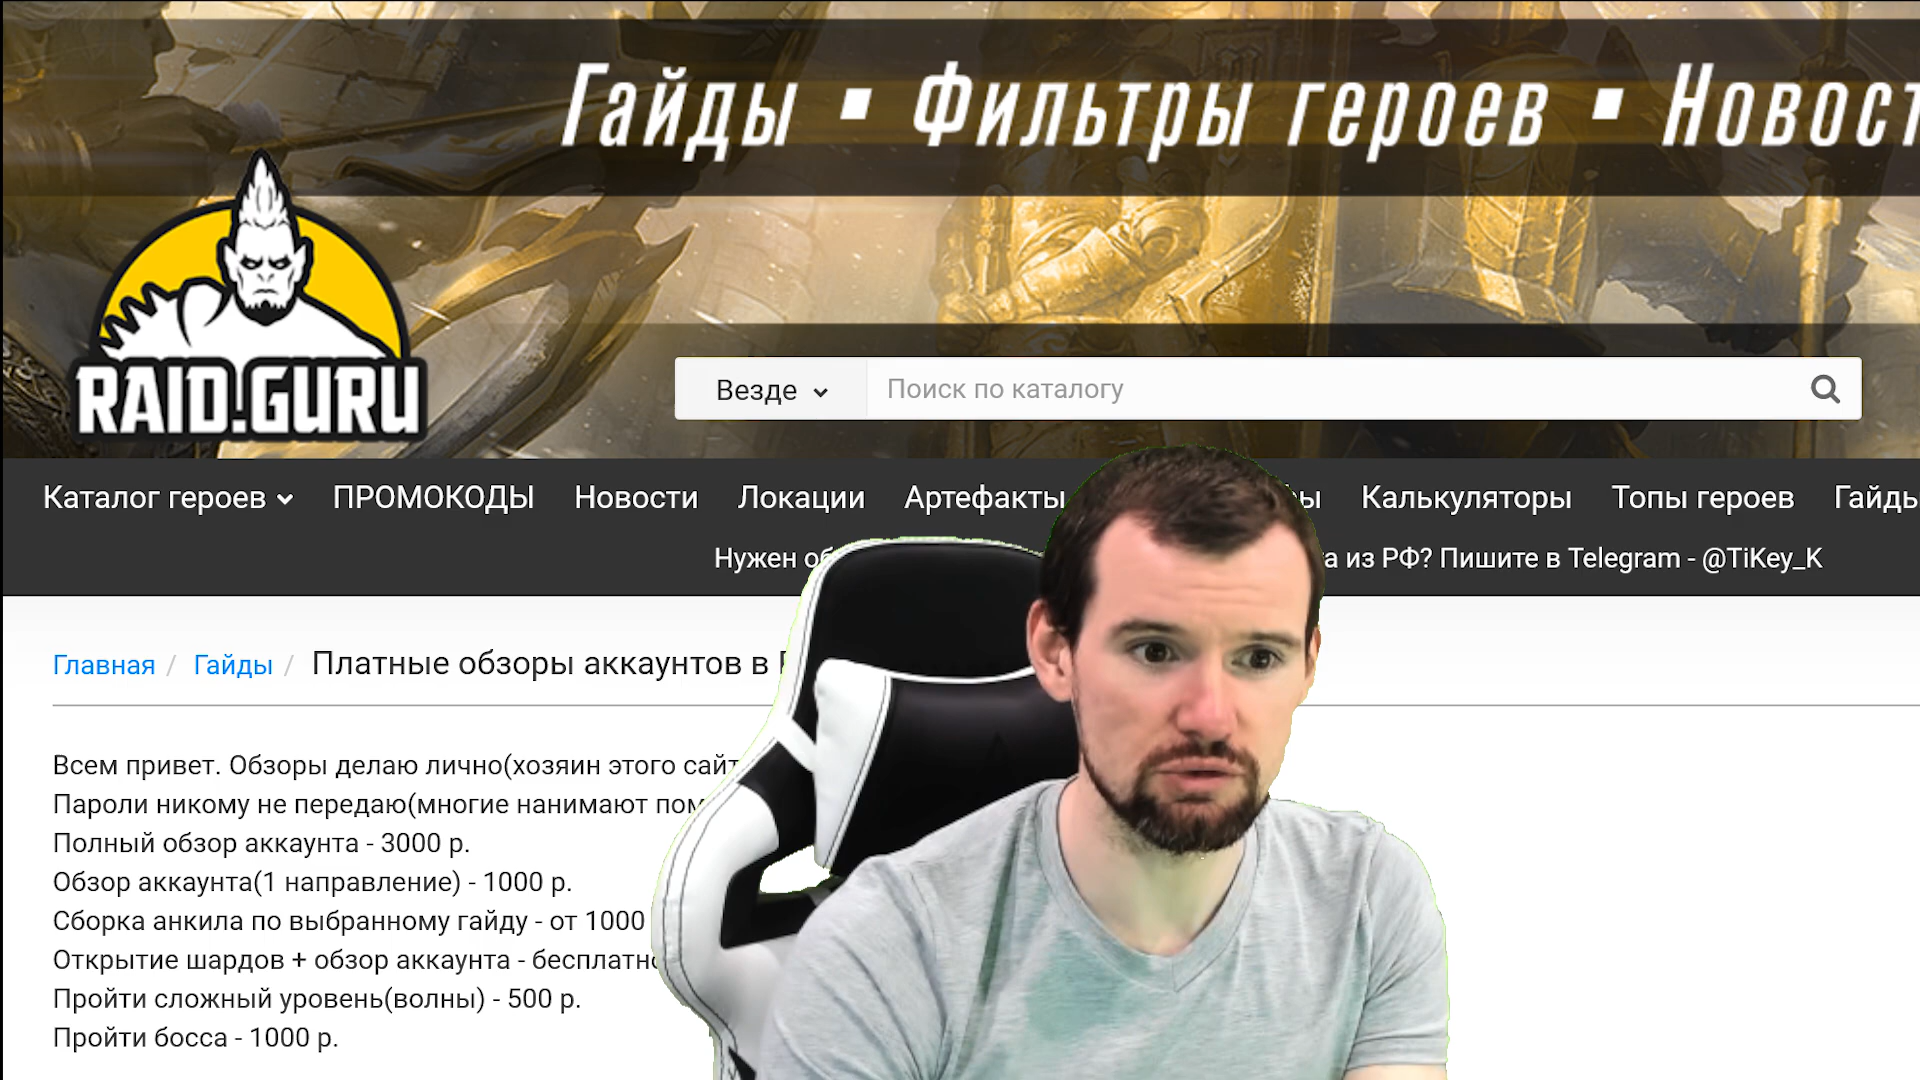 Гайды ▪ Фильтры героев ▪ Новост
RAID.GURU
Везде
Поиск по каталогу
Каталог героев ПРОМОКОДЫ Новости Локации Артефакты Калькуляторы Топы героев Гайды
Нужен из РФ? Пишите в Telegram - @TiKey_K
Главная / Гайды / Платные обзоры аккаунтов в
Всем привет. Обзоры делаю лично(хозяин этого сайт
Пароли никому не передаю(многие нанимают пом
Полный обзор аккаунта - 3000 р.
Обзор аккаунта(1 направление) - 1000 р.
Сборка анкила по выбранному гайду - от 1000
Открытие шардов + обзор аккаунта - бесплатно
Пройти сложный уровень(волны) - 500 р.
Пройти босса - 1000 р.